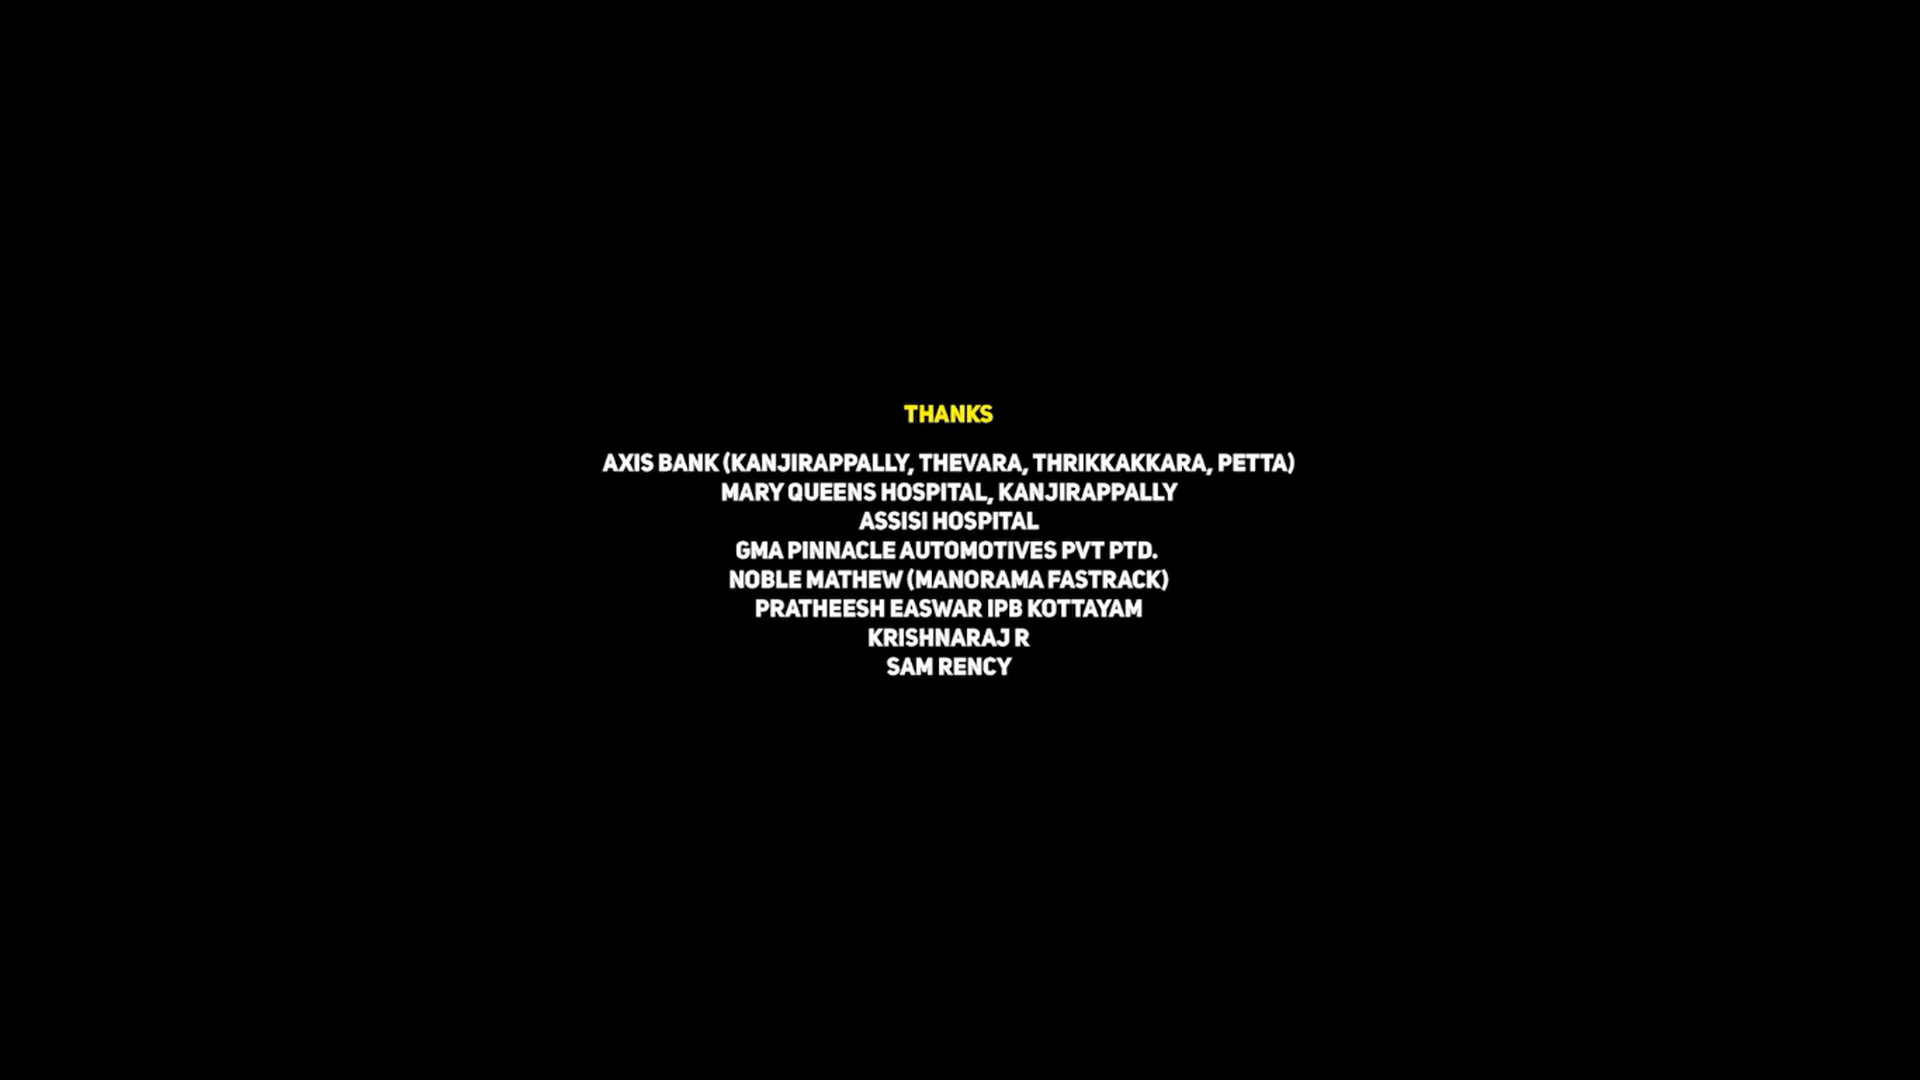 THANKS
AXIS BANK (KANJIRAPPALLY, THEVARA, THRIKKAKKARA, PETTA)
MARY QUEENS HOSPITAL, KANJIRAPPALLY
ASSISI HOSPITAL
GMA PINNACLE AUTOMOTIVES PVT PTD.
NOBLE MATHEW (MANORAMA FASTRACK)
PRATHEESH EASWAR IPB KOTTAYAM
KRISHNARAJ R
SAM RENCY